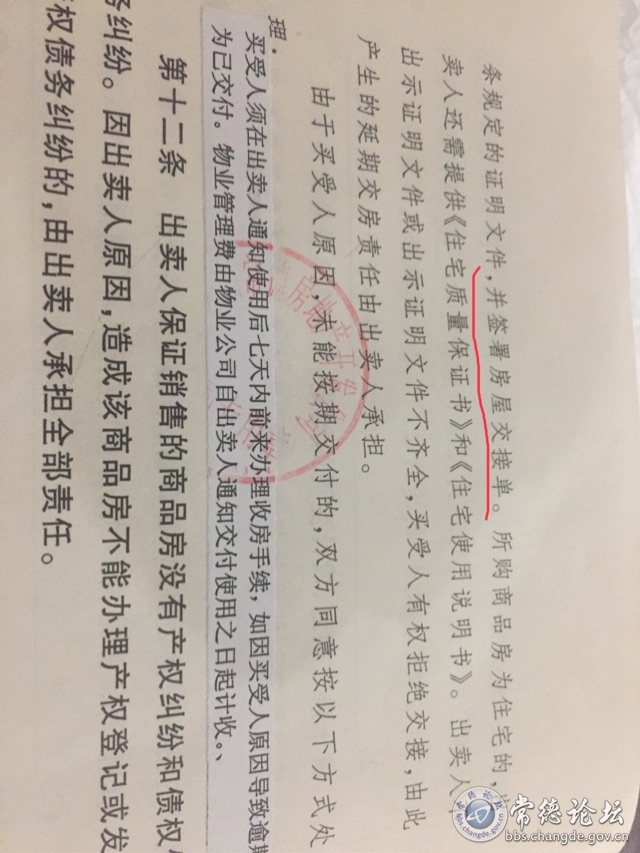 条规定的证明文件,并签署房屋交接单。所购商品房为住宅的,
卖人还需提供《住宅质量保证书》和《住宅使用说明书》。出卖人
出示证明文件或出示证明文件不齐全,买受人有权拒绝交接,由此
产生的延期交房责任由出卖人承担。
由于买受人原因,未能按期交付的,双方同意按以下方式处
理.
买受人须在出卖人通知使用后七天内前来办理收房手续,如因买受人原因导致逾期
为已交付。物业管理费由物业公司自出卖人通知交付使用之日起计收。、
第十二条 出卖人保证销售的商品房没有产权纠纷和债权
务纠纷。因出卖人原因,造成该商品房不能办理产权登记或发
权债务纠纷的,由出卖人承担全部责任。
房地产开发
常德论坛
bbs.changde.gov.cn